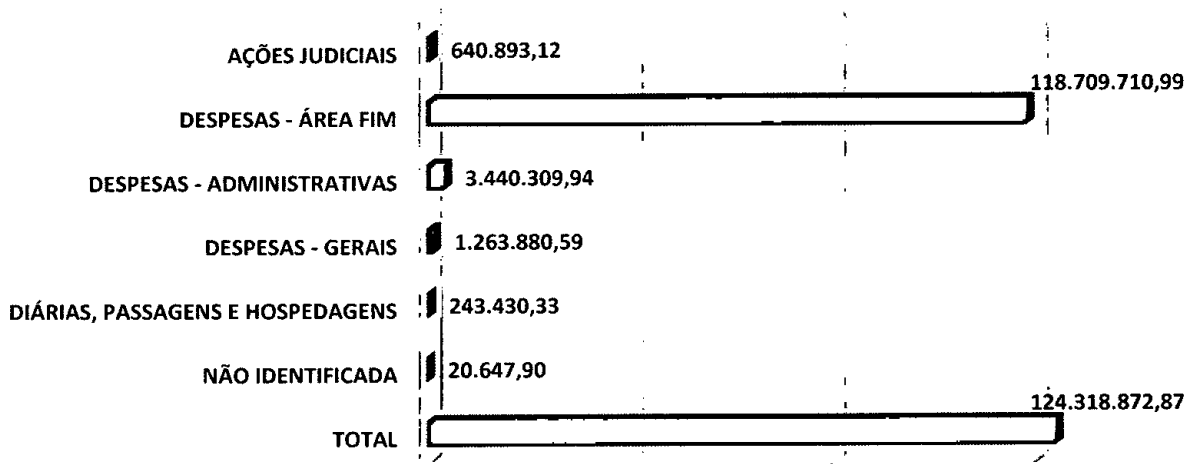 AÇÕES JUDICIAIS 640.893,12
118.709.710,99
DESPESAS - ÁREA FIM
DESPESAS - ADMINISTRATIVAS 3.440.309,94
DESPESAS - GERAIS 1.263.880,59
DIÁRIAS, PASSAGENS E HOSPEDAGENS 243.430,33
NÃO IDENTIFICADA 20.647,90
124.318.872,87
TOTAL